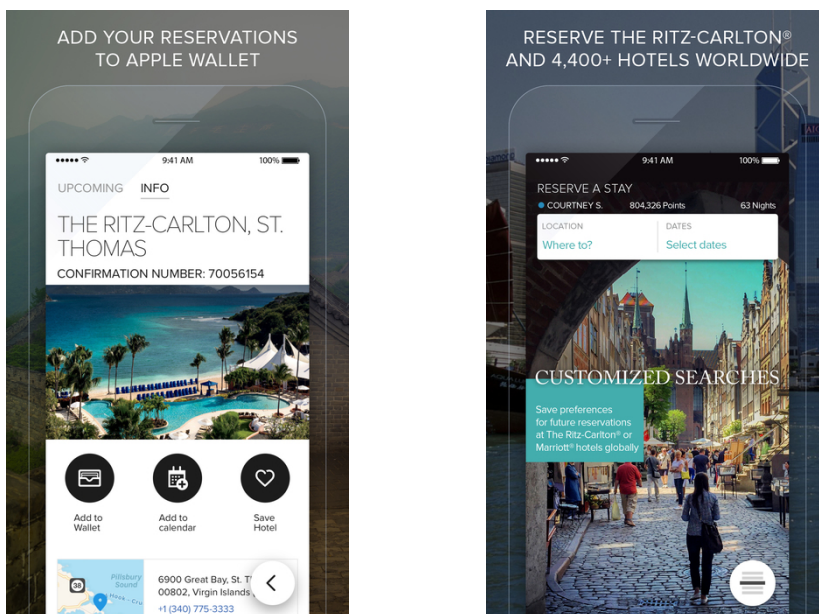 ADD YOUR RESERVATIONS
TO APPLE WALLET
9:41 AM
100%
UPCOMING INFO
THE RITZ-CARLTON, ST.
THOMAS
CONFIRMATION NUMBER: 70056154
Add to
Wallet
Add to
calendar
Save
Hotel
38
Pillsbury
Sound
6900 Great Bay, St.
00802, Virgin Islands
+1 (340) 775-3333
RESERVE THE RITZ-CARLTON®
AND 4,400+ HOTELS WORLDWIDE
9:41 AM
100%
RESERVE A STAY
COURTNEY S. 804,326 Points 63 Nights
LOCATION
Where to?
DATES
Select dates
CUSTOMIZED SEARCHES
Save preferences
for future reservations
at The Ritz-Carlton® or
Marriott® hotels globally